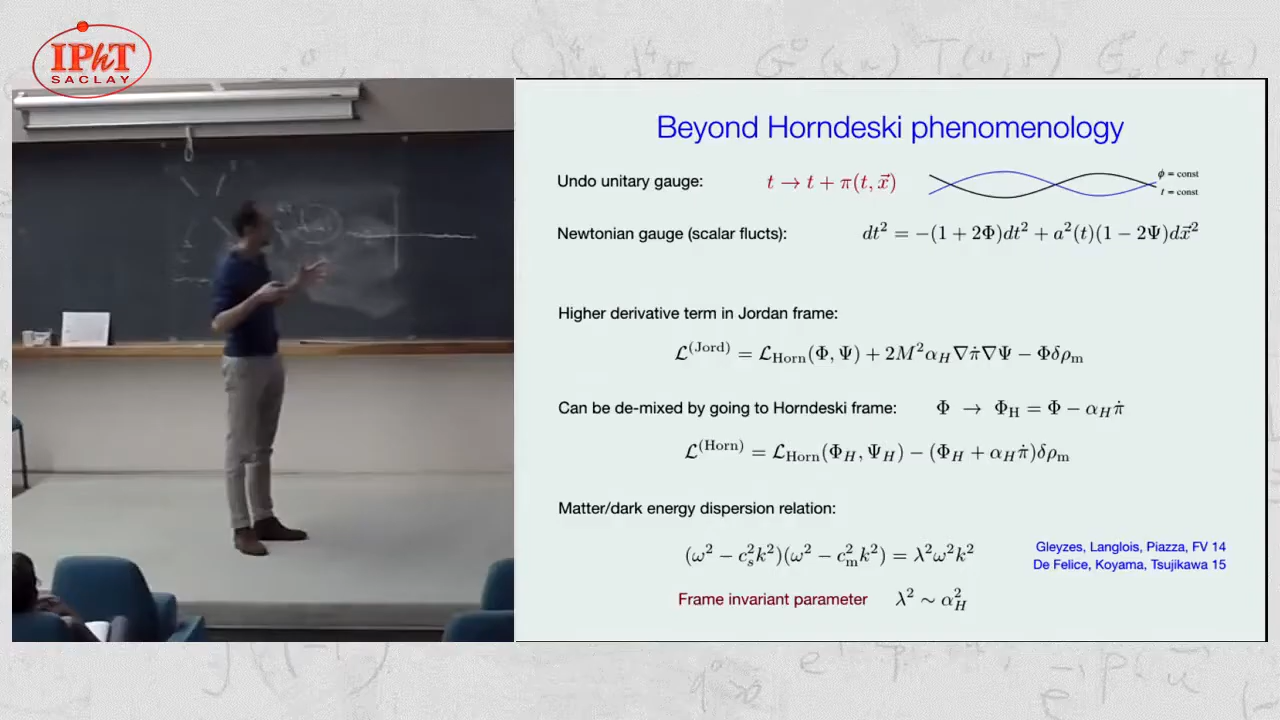 IPhT
SACLAY
Beyond Horndeski phenomenology
Undo unitary gauge: t → t + π(t, x⃗)
ϕ = const
t = const
Newtonian gauge (scalar flucts): dt² = −(1 + 2Φ)dt² + a²(t)(1 − 2Ψ)dx⃗²
Higher derivative term in Jordan frame:
ℒ^(Jord) = ℒ_Horn(Φ, Ψ) + 2M²α_H∇π̇∇Ψ − Φδρ_m
Can be de-mixed by going to Horndeski frame: Φ → Φ_H = Φ − α_Hπ̇
ℒ^(Horn) = ℒ_Horn(Φ_H, Ψ_H) − (Φ_H + α_Hπ̇)δρ_m
Matter/dark energy dispersion relation:
(ω² − c_s²k²)(ω² − c_m²k²) = λ²ω²k²
Gleyzes, Langlois, Piazza, FV 14
De Felice, Koyama, Tsujikawa 15
Frame invariant parameter λ² ∼ α_H²